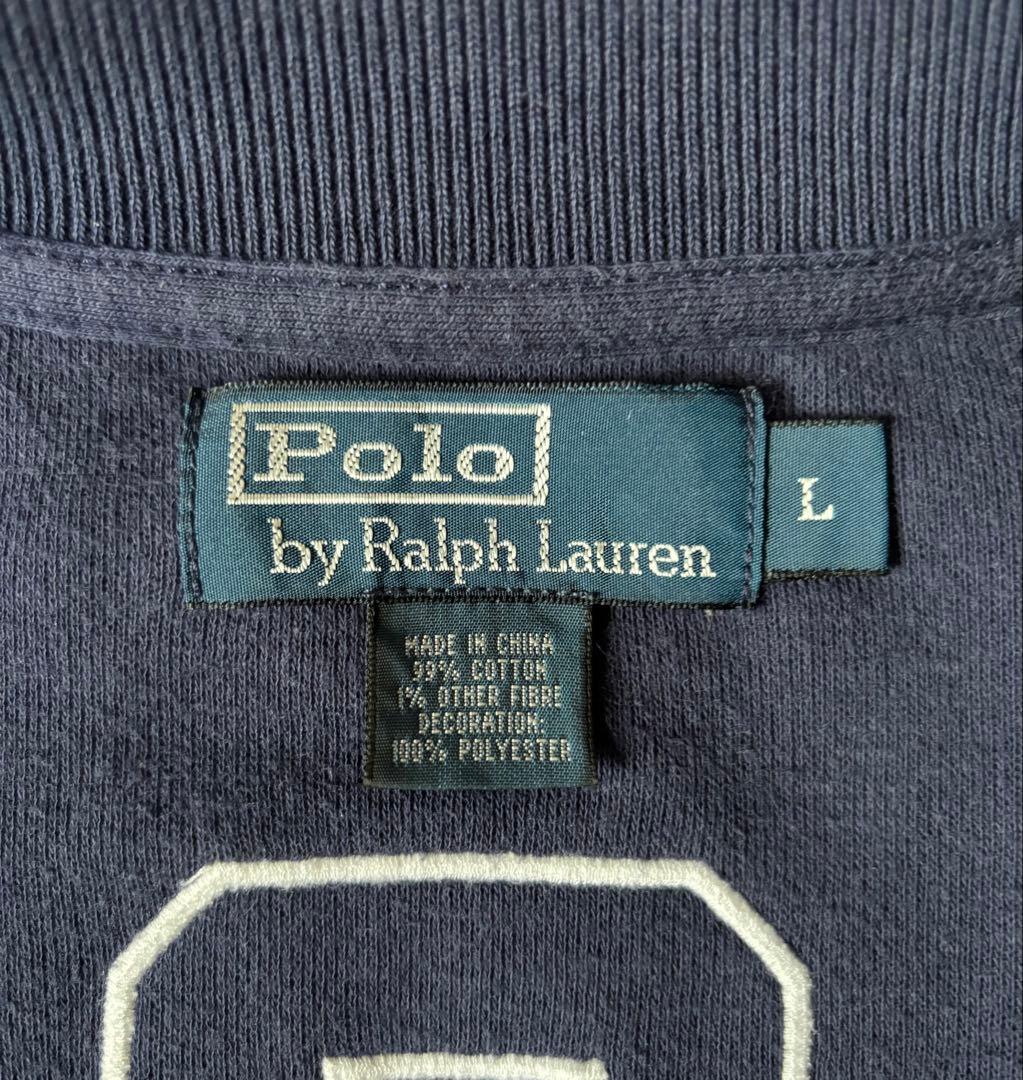 Polo
by Ralph Lauren
L
MADE IN CHINA
99% COTTON
1% OTHER FIBRE
DECORATION:
100% POLYESTER